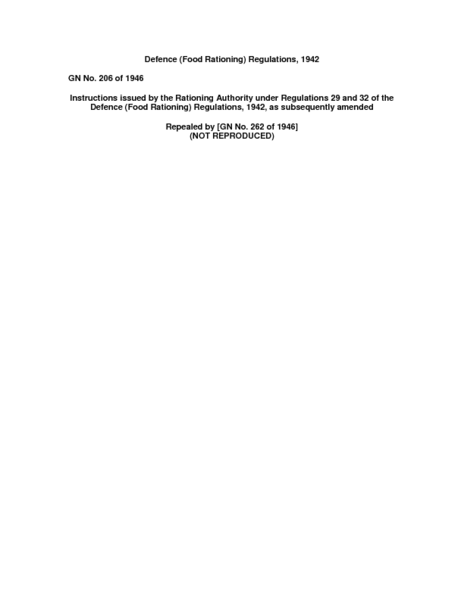 Defence (Food Rationing) Regulations, 1942
GN No. 206 of 1946
Instructions issued by the Rationing Authority under Regulations 29 and 32 of the
Defence (Food Rationing) Regulations, 1942, as subsequently amended
Repealed by [GN No. 262 of 1946]
(NOT REPRODUCED)